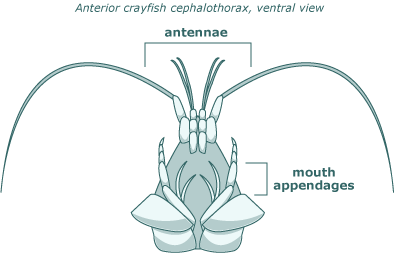 Anterior crayfish cephalothorax, ventral view
antennae
mouth
appendages